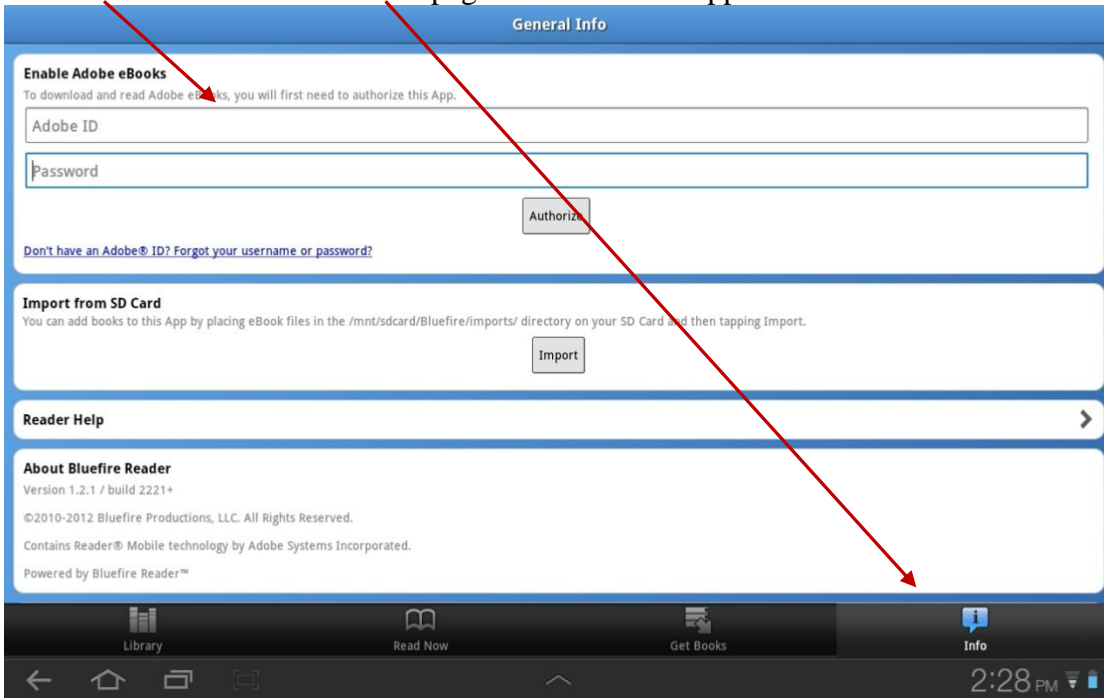 General Info
Enable Adobe eBooks
To download and read Adobe eBooks, you will first need to authorize this App.
Adobe ID
Password
Authorize
Don't have an Adobe® ID? Forgot your username or password?
Import from SD Card
You can add books to this App by placing eBook files in the /mnt/sdcard/Bluefire/imports/ directory on your SD Card and then tapping Import.
Import
Reader Help
About Bluefire Reader
Version 1.2.1 / build 2221+
©2010-2012 Bluefire Productions, LLC. All Rights Reserved.
Contains Reader® Mobile technology by Adobe Systems Incorporated.
Powered by Bluefire Reader™
Library
Read Now
Get Books
Info
2:28 PM